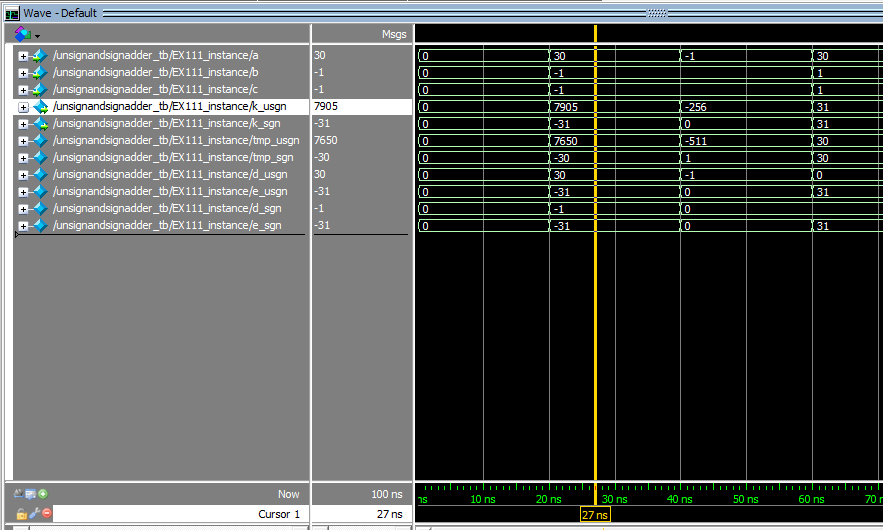 Wave - Default
Msgs
/unsignandsignadder_tb/EX111_instance/a 30 0 30 -1 30
/unsignandsignadder_tb/EX111_instance/b -1 0 -1 1
/unsignandsignadder_tb/EX111_instance/c -1 0 -1 1
/unsignandsignadder_tb/EX111_instance/k_usgn 7905 0 7905 -256 31
/unsignandsignadder_tb/EX111_instance/k_sgn -31 0 -31 0 31
/unsignandsignadder_tb/EX111_instance/tmp_usgn 7650 0 7650 -511 30
/unsignandsignadder_tb/EX111_instance/tmp_sgn -30 0 -30 1 30
/unsignandsignadder_tb/EX111_instance/d_usgn 30 0 30 -1 0
/unsignandsignadder_tb/EX111_instance/e_usgn -31 0 -31 0 31
/unsignandsignadder_tb/EX111_instance/d_sgn -1 0 -1 0
/unsignandsignadder_tb/EX111_instance/e_sgn -31 0 -31 0 31
Now 100 ns ns 10 ns 20 ns 30 ns 40 ns 50 ns 60 ns 70 n
Cursor 1 27 ns 27 ns